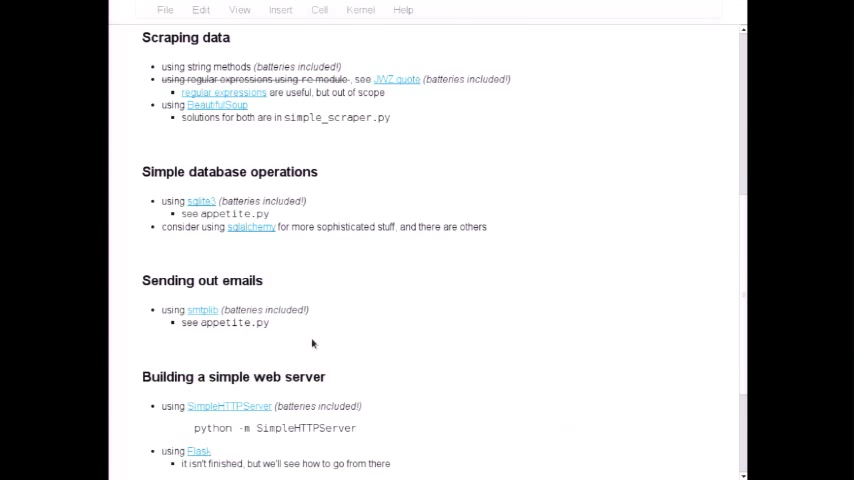 File Edit View Insert Cell Kernel Help
Scraping data
• using string methods (batteries included!)
• using regular expressions using re module , see JWZ quote (batteries included!)
▪ regular expressions are useful, but out of scope
• using BeautifulSoup
▪ solutions for both are in simple_scraper.py
Simple database operations
• using sqlite3 (batteries included!)
▪ see appetite.py
• consider using sqlalchemy for more sophisticated stuff, and there are others
Sending out emails
• using smtplib (batteries included!)
▪ see appetite.py
Building a simple web server
• using SimpleHTTPServer (batteries included!)
python -m SimpleHTTPServer
• using Flask
▪ it isn't finished, but we'll see how to go from there